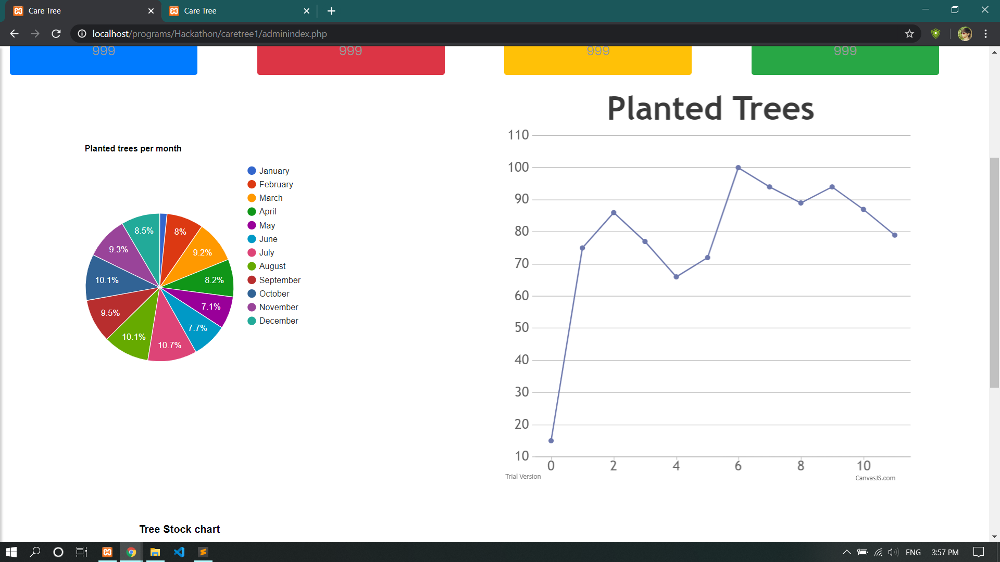 Care Tree
Care Tree
localhost/programs/Hackathon/caretree1/adminindex.php
999
999
999
999
Planted trees per month
January
February
March
April
May
June
July
August
September
October
November
December
8%
9.2%
8.2%
7.1%
7.7%
10.7%
10.1%
9.5%
10.1%
9.3%
8.5%
Planted Trees
110
100
90
80
70
60
50
40
30
20
10
0 2 4 6 8 10
Trial Version
CanvasJS.com
Tree Stock chart
ENG
3:57 PM